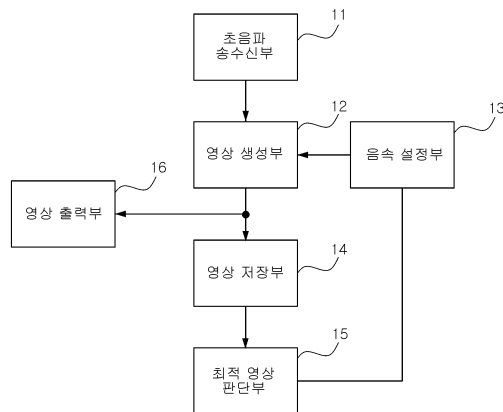 11
초음파
송수신부
12
영상 생성부
13
음속 설정부
16
영상 출력부
14
영상 저장부
15
최적 영상
판단부